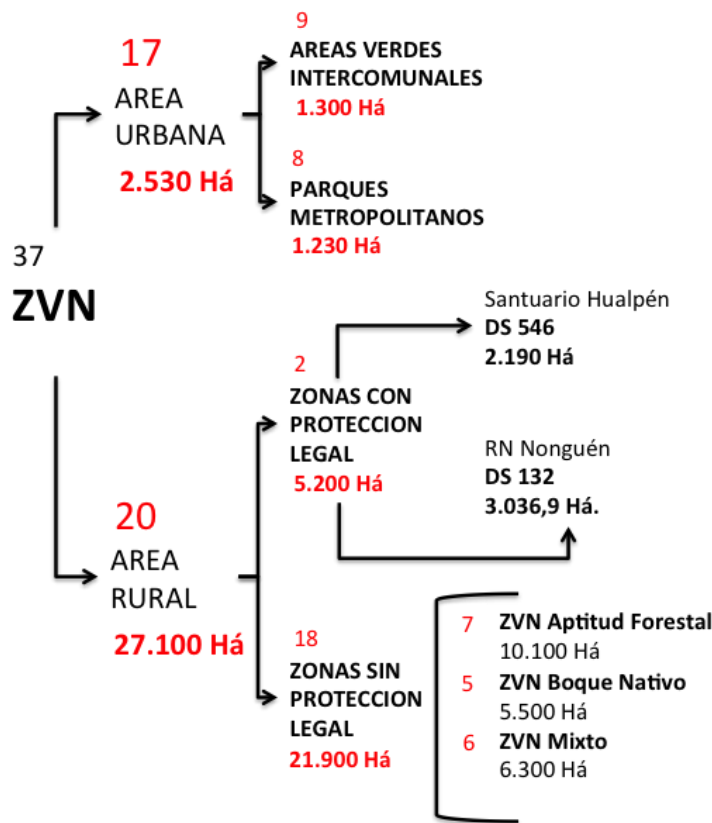 37
ZVN
17
AREA
URBANA
2.530 Há
9
AREAS VERDES
INTERCOMUNALES
1.300 Há
8
PARQUES
METROPOLITANOS
1.230 Há
20
AREA
RURAL
27.100 Há
2
ZONAS CON
PROTECCION
LEGAL
5.200 Há
Santuario Hualpén
DS 546
2.190 Há
RN Nonguén
DS 132
3.036,9 Há.
18
ZONAS SIN
PROTECCION
LEGAL
21.900 Há
7 ZVN Aptitud Forestal
10.100 Há
5 ZVN Boque Nativo
5.500 Há
6 ZVN Mixto
6.300 Há